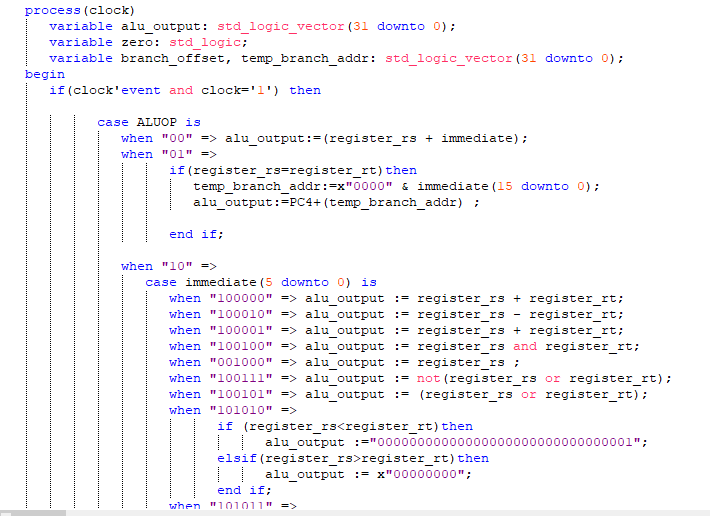 process(clock)
variable alu_output: std_logic_vector(31 downto 0);
variable zero: std_logic;
variable branch_offset, temp_branch_addr: std_logic_vector(31 downto 0);
begin
if(clock'event and clock='1') then
case ALUOP is
when "00" => alu_output:=(register_rs + immediate);
when "01" =>
if(register_rs=register_rt)then
temp_branch_addr:=x"0000" & immediate(15 downto 0);
alu_output:=PC4+(temp_branch_addr) ;
end if;
when "10" =>
case immediate(5 downto 0) is
when "100000" => alu_output := register_rs + register_rt;
when "100010" => alu_output := register_rs - register_rt;
when "100001" => alu_output := register_rs + register_rt;
when "100100" => alu_output := register_rs and register_rt;
when "001000" => alu_output := register_rs ;
when "100111" => alu_output := not(register_rs or register_rt);
when "100101" => alu_output := (register_rs or register_rt);
when "101010" =>
if (register_rs<register_rt)then
alu_output :="00000000000000000000000000000001";
elsif(register_rs>register_rt)then
alu_output := x"00000000";
end if;
when "101011" =>